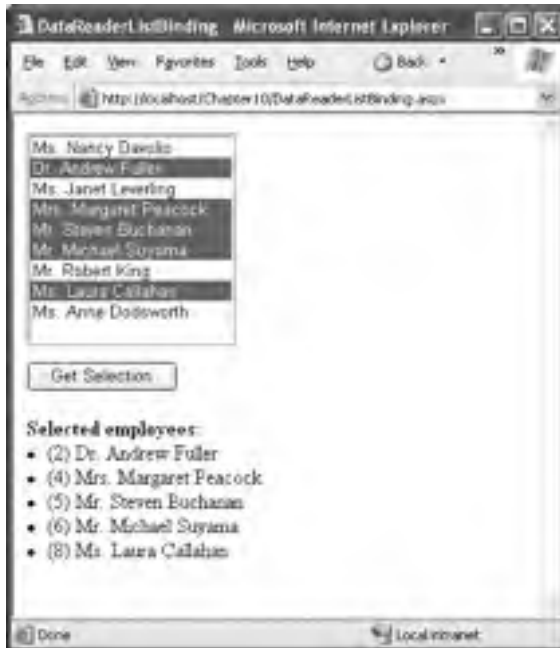 DataReaderListBinding Microsoft Internet Explorer
File Edit View Favorites Tools Help Back »
Address http://localhost/Chapter10/DataReaderListBinding.aspx
Ms. Nancy Davolio
Dr. Andrew Fuller
Ms. Janet Leverling
Mrs. Margaret Peacock
Mr. Steven Buchanan
Mr. Michael Suyama
Mr. Robert King
Ms. Laura Callahan
Ms. Anne Dodsworth
Get Selection
Selected employees:
• (2) Dr. Andrew Fuller
• (4) Mrs. Margaret Peacock
• (5) Mr. Steven Buchanan
• (6) Mr. Michael Suyama
• (8) Ms. Laura Callahan
Done Local intranet